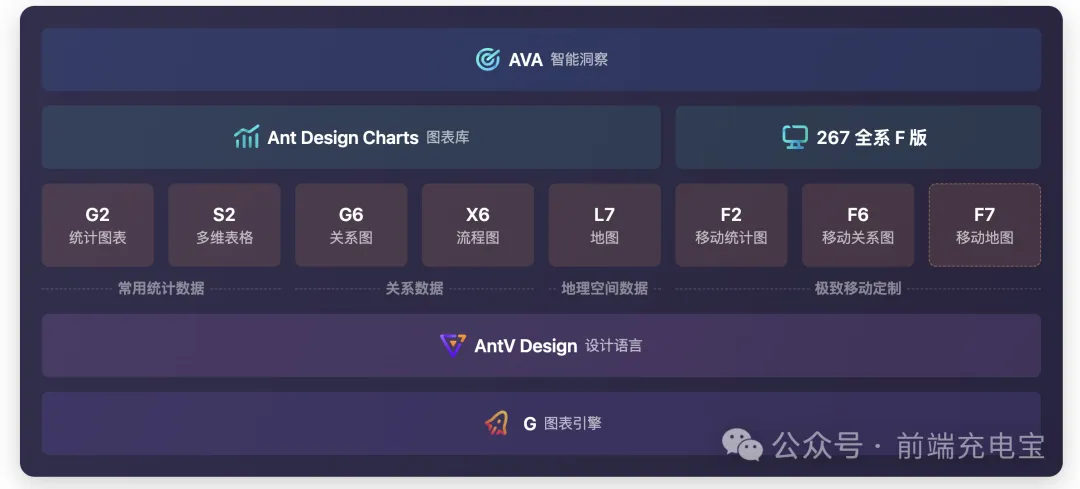 AVA 智能洞察
Ant Design Charts 图表库
267 全系 F 版
G2
统计图表
S2
多维表格
G6
关系图
X6
流程图
L7
地图
F2
移动统计图
F6
移动关系图
F7
移动地图
常用统计数据
关系数据
地理空间数据
极致移动定制
AntV Design 设计语言
G 图表引擎
公众号 · 前端充电宝